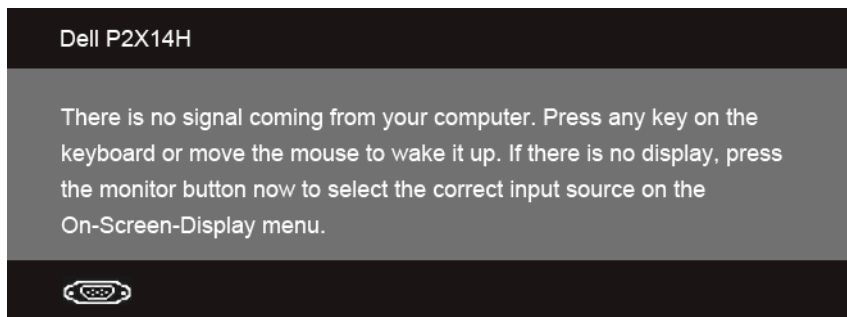 Dell P2X14H
There is no signal coming from your computer. Press any key on the
keyboard or move the mouse to wake it up. If there is no display, press
the monitor button now to select the correct input source on the
On-Screen-Display menu.